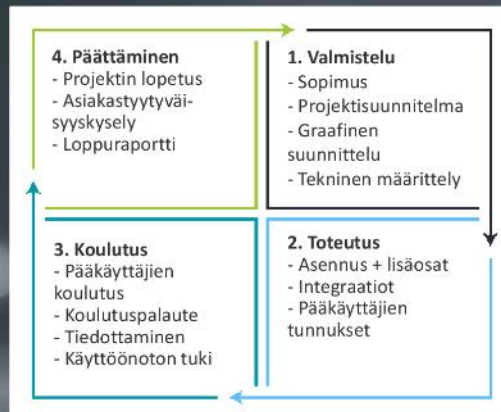 1. Valmistelu
- Sopimus
- Projektisuunnitelma
- Graafinen
suunnittelu
- Tekninen määrittely
2. Toteutus
- Asennus + lisäosat
- Integraatiot
- Pääkäyttäjien
tunnukset
3. Koulutus
- Pääkäyttäjien
koulutus
- Koulutuspalaute
- Tiedottaminen
- Käyttöönoton tuki
4. Päättäminen
- Projektin lopetus
- Asiakastyytyväi-
syyskysely
- Loppuraportti